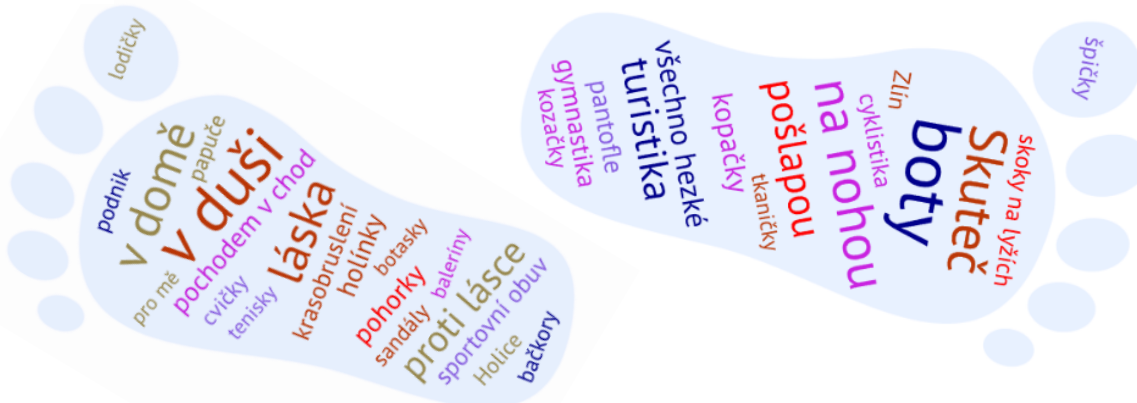 lodičky
podnik
v domě
papuče
v duši
pro mě
pochodem v chod
cvičky
tenisky
láska
krasobruslení
holínky
botasky
pohorky
sandály
baleríny
proti lásce
sportovní obuv
Holice
bačkory
kozačky
gymnastika
pantofle
turistika
všechno hezké
kopačky
tkaničky
pošlapou
na nohou
cyklistika
Zlín
boty
Skuteč
skoky na lyžích
špičky